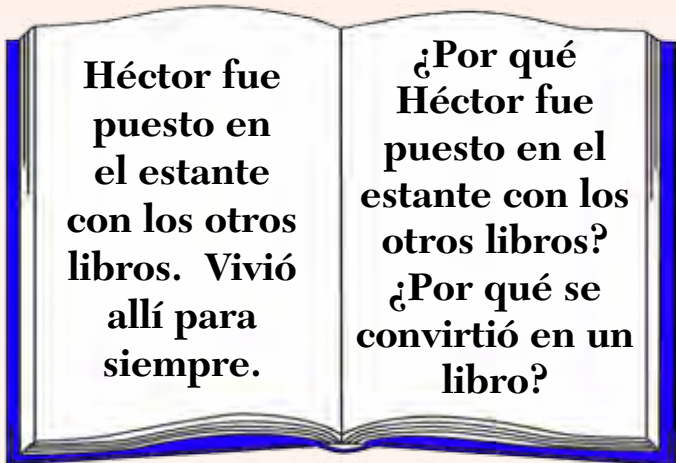 Héctor fue
puesto en
el estante
con los otros
libros.  Vivió
allí para
siempre.
¿Por qué
Héctor fue
puesto en el
estante con los
otros libros?
¿Por qué se
convirtió en un
libro?